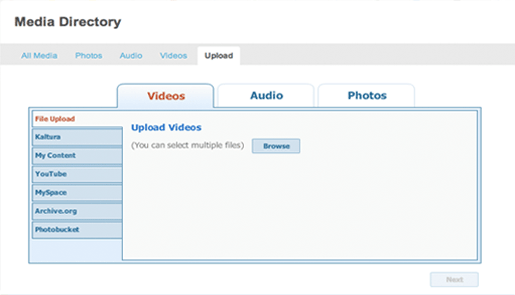 Media Directory
All Media Photos Audio Videos Upload
Videos Audio Photos
File Upload
Kaltura
My Content
YouTube
MySpace
Archive.org
Photobucket
Upload Videos
(You can select multiple files) Browse
Next